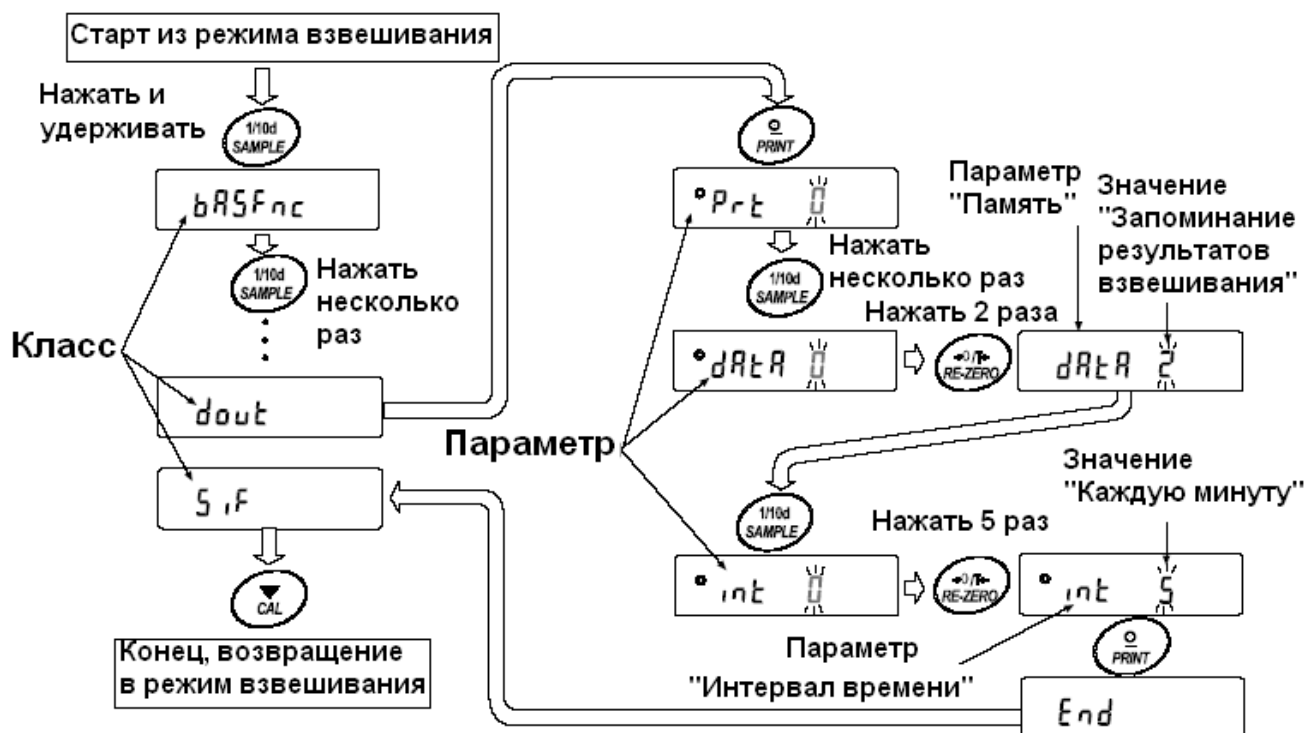 Старт из режима взвешивания
Нажать и
удерживать
1/10d
SAMPLE
bASFnc
1/10d
SAMPLE
Нажать
несколько
раз
Класс
dout
SiF
CAL
Конец, возвращение
в режим взвешивания
PRINT
Prt 0
1/10d
SAMPLE
Нажать
несколько раз
Параметр
"Память"
Значение
"Запоминание
результатов
взвешивания"
Нажать 2 раза
dAtA 0
→0/T←
RE-ZERO
dAtA 2
Параметр
1/10d
SAMPLE
Нажать 5 раз
Значение
"Каждую минуту"
int 0
→0/T←
RE-ZERO
int 5
Параметр
"Интервал времени"
PRINT
End